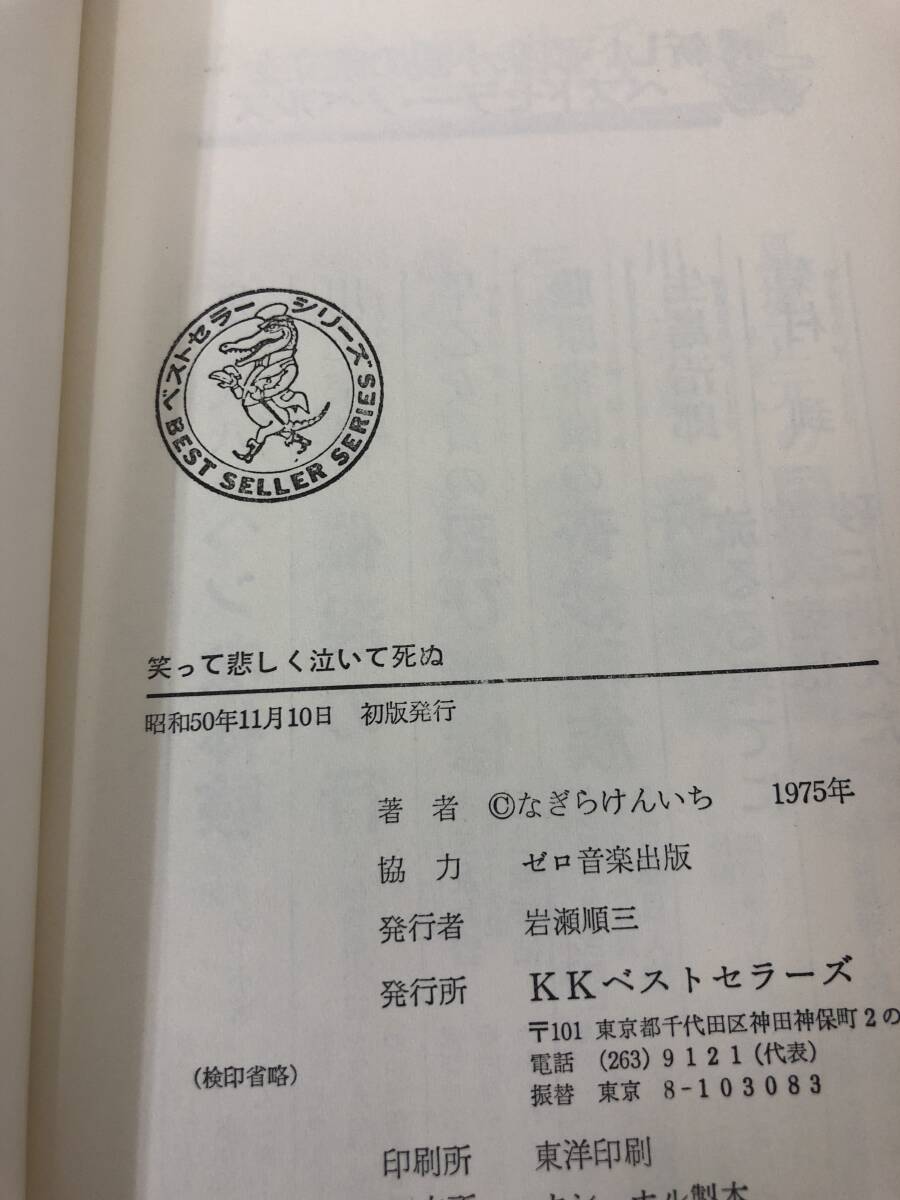 ベストセラーシリーズ
BEST SELLER SERIES
笑って悲しく泣いて死ぬ
昭和50年11月10日　初版発行
著　者　©なぎらけんいち　1975年
協　力　ゼロ音楽出版
発行者　岩瀬順三
発行所　KKベストセラーズ
〒101 東京都千代田区神田神保町2の
電話 (263) 9121 (代表)
振替 東京 8-103083
(検印省略)
印刷所　東洋印刷